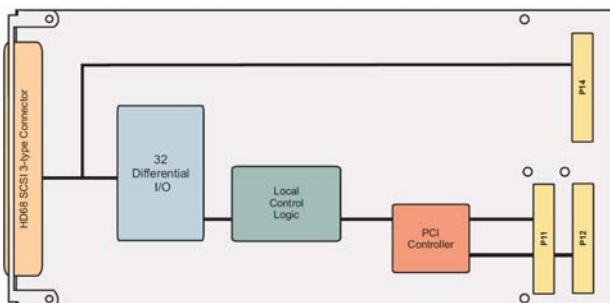 HD68 SCSI 3-type Connector
32
Differential
I/O
Local
Control
Logic
PCI
Controller
P14
P11
P12